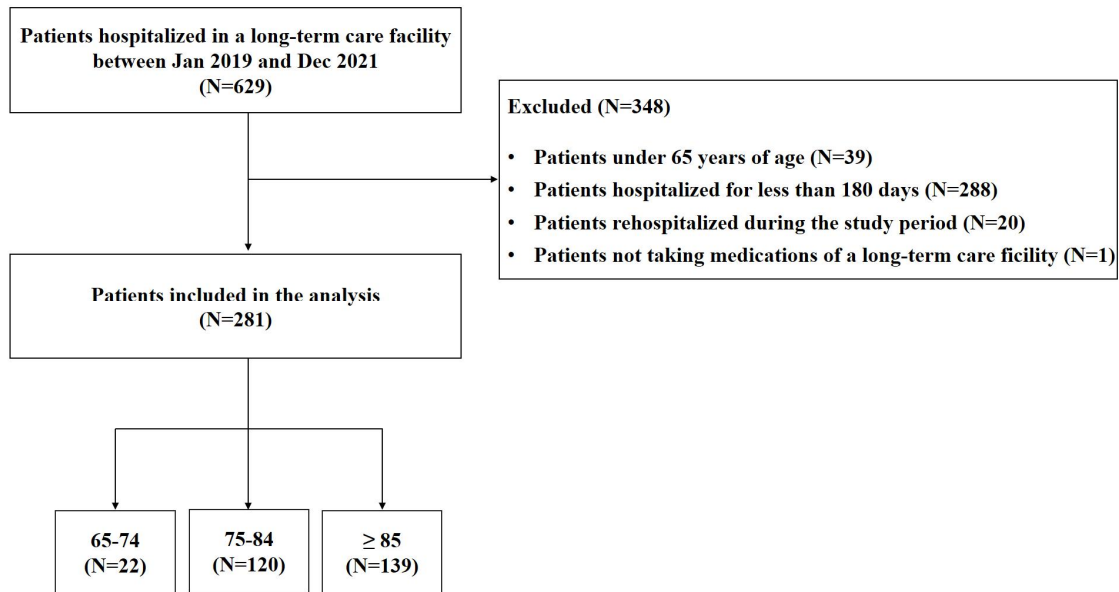 Patients hospitalized in a long-term care facility
between Jan 2019 and Dec 2021
(N=629)
Excluded (N=348)
• Patients under 65 years of age (N=39)
• Patients hospitalized for less than 180 days (N=288)
• Patients rehospitalized during the study period (N=20)
• Patients not taking medications of a long-term care ficility (N=1)
Patients included in the analysis
(N=281)
65-74
(N=22)
75-84
(N=120)
≥ 85
(N=139)